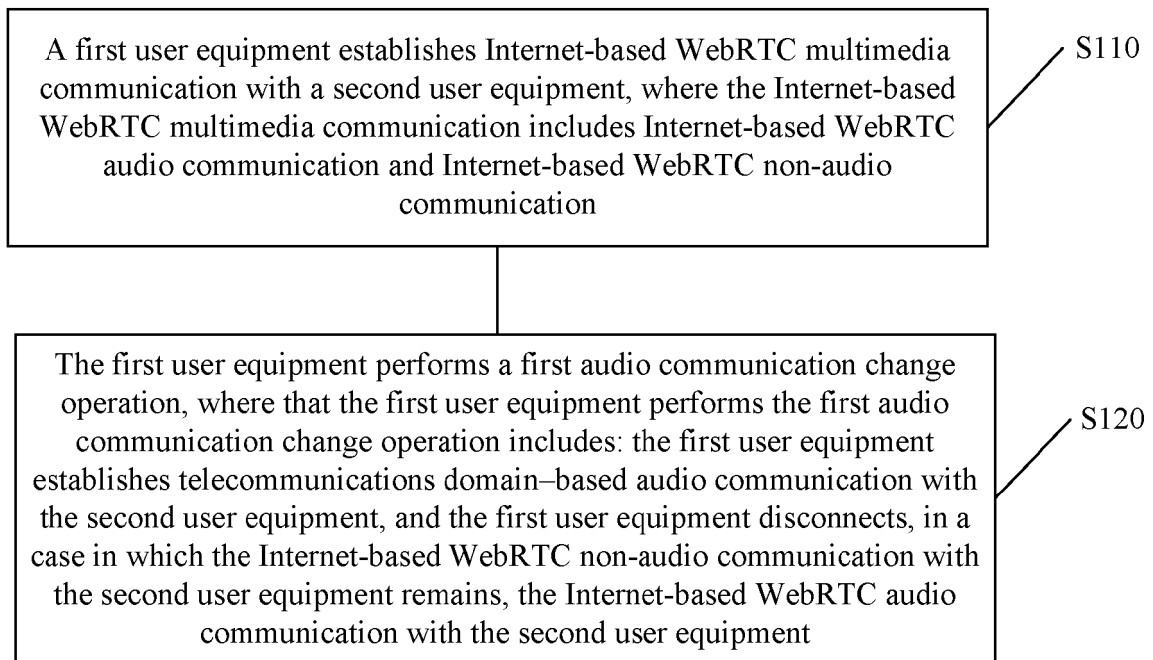 A first user equipment establishes Internet-based WebRTC multimedia
communication with a second user equipment, where the Internet-based
WebRTC multimedia communication includes Internet-based WebRTC
audio communication and Internet-based WebRTC non-audio
communication
S110
The first user equipment performs a first audio communication change
operation, where that the first user equipment performs the first audio
communication change operation includes: the first user equipment
establishes telecommunications domain–based audio communication with
the second user equipment, and the first user equipment disconnects, in a
case in which the Internet-based WebRTC non-audio communication with
the second user equipment remains, the Internet-based WebRTC audio
communication with the second user equipment
S120